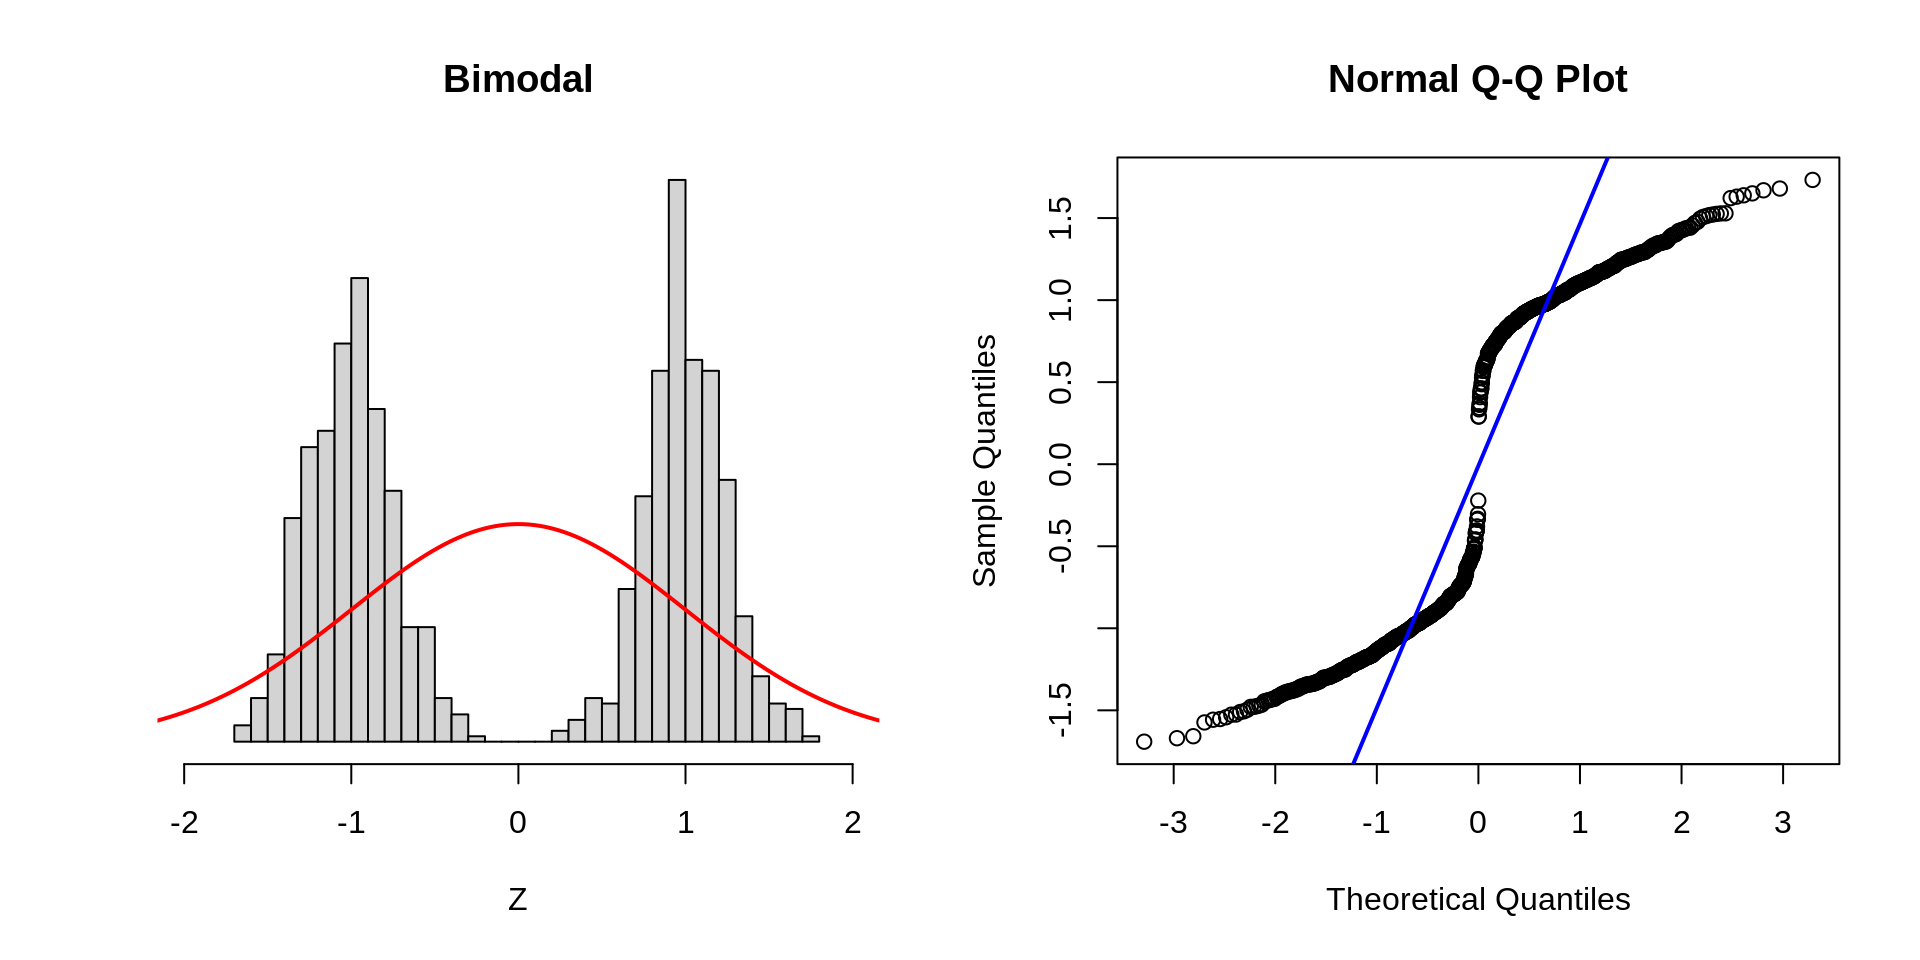 Bimodal
-2 -1 0 1 2
Z
Normal Q-Q Plot
Sample Quantiles
-1.5 -0.5 0.0 0.5 1.0 1.5
-3 -2 -1 0 1 2 3
Theoretical Quantiles